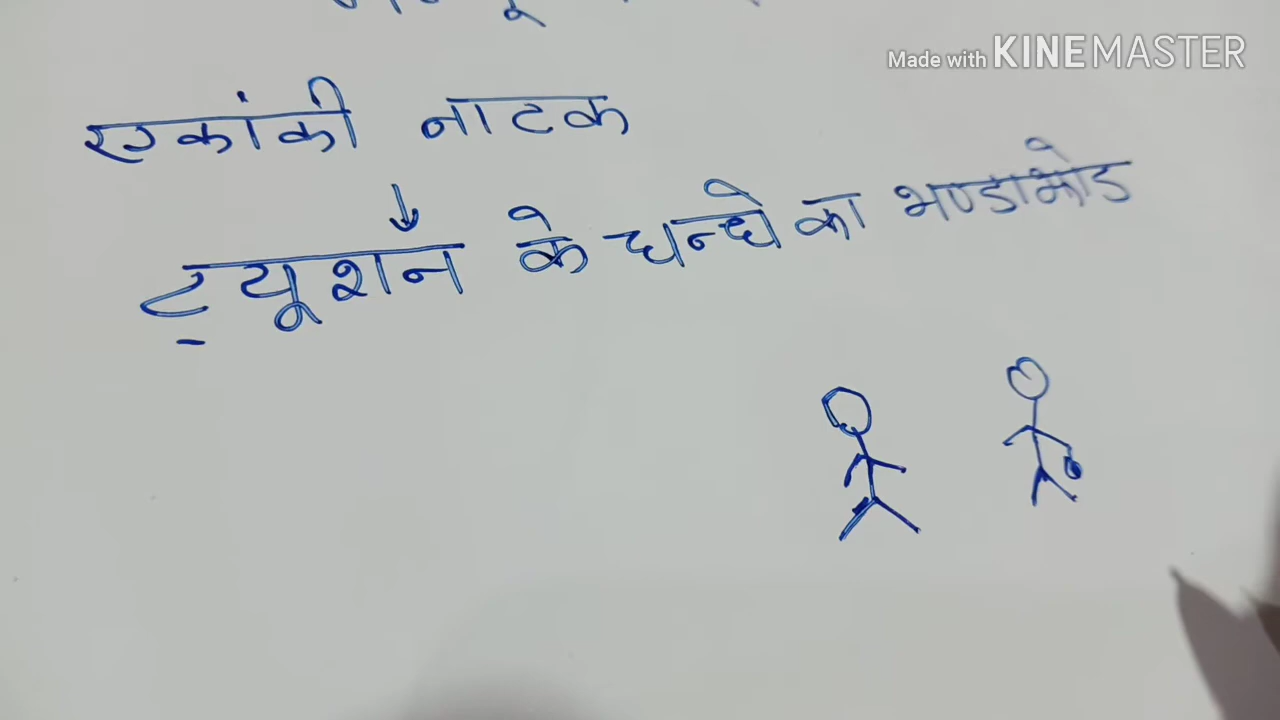 Made with KINEMASTER
एकांकी नाटक
ट्यूशन के धन्धे का भण्डाफोड